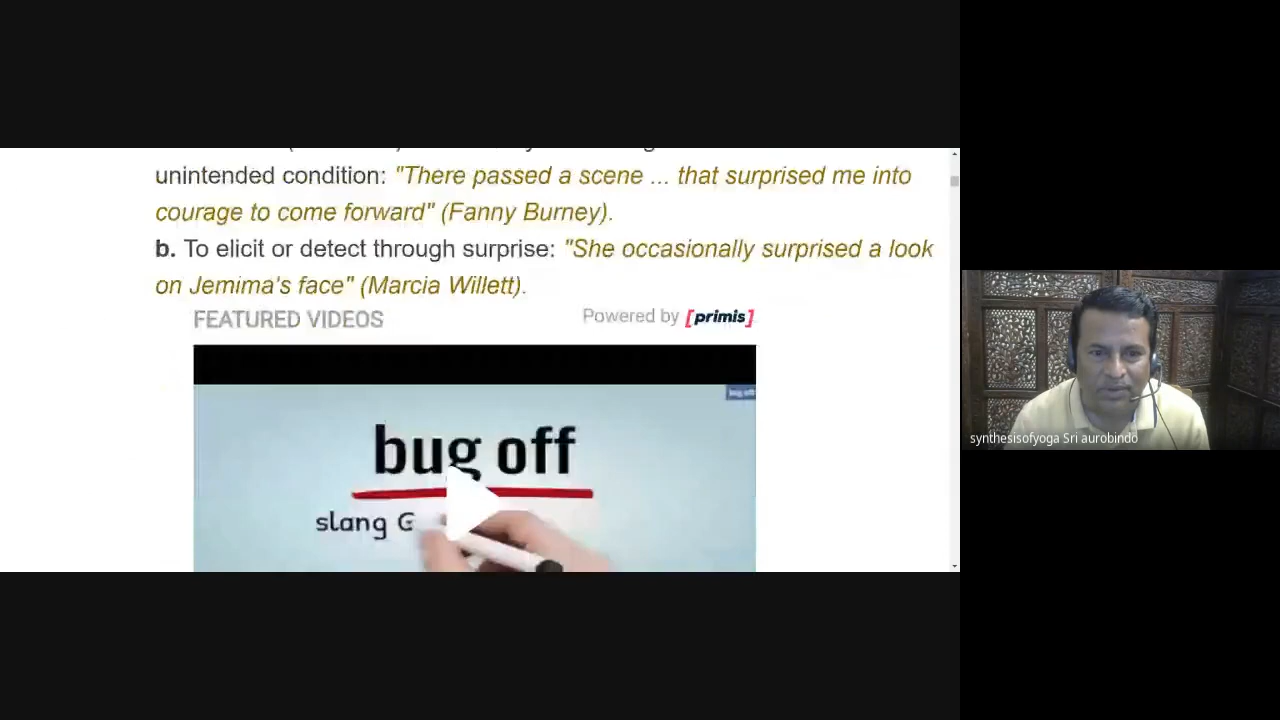 unintended condition: "There passed a scene ... that surprised me into
courage to come forward" (Fanny Burney).
b. To elicit or detect through surprise: "She occasionally surprised a look
on Jemima's face" (Marcia Willett).
FEATURED VIDEOS
Powered by [primis]
bug off
bug off
slang G
synthesisofyoga Sri aurobindo